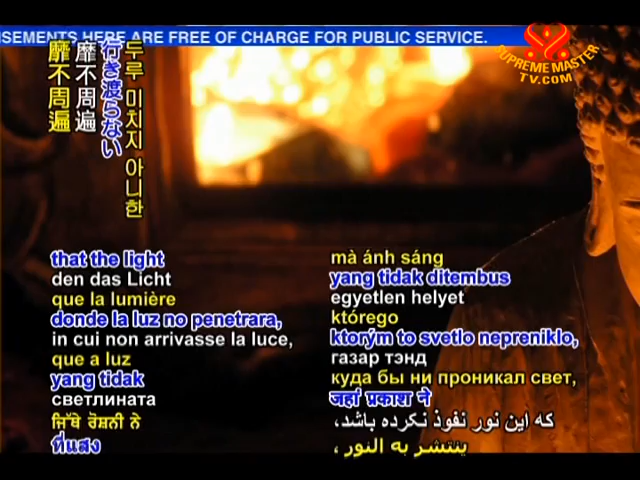 SEMENTS HERE ARE FREE OF CHARGE FOR PUBLIC SERVICE.
SUPREME MASTER
TV.COM
두루 미치지 아니한
行き渡らない
靡不周遍
靡不周遍
that the light
den das Licht
que la lumière
donde la luz no penetrara,
in cui non arrivasse la luce,
que a luz
yang tidak
светлината
ਜਿੱਥੇ ਰੋਸ਼ਨੀ ਨੇ
ที่แสง
mà ánh sáng
yang tidak ditembus
egyetlen helyet
którego
ktorým to svetlo nepreniklo,
газар тэнд
куда бы ни проникал свет,
जहां प्रकाश ने
که این نور نفوذ نکرده باشد،
ينتشر به النور،